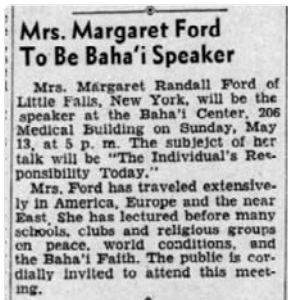 Mrs. Margaret Ford
To Be Baha'i Speaker
Mrs. Margaret Randall Ford of
Little Falls, New York, will be the
speaker at the Baha'i Center, 206
Medical Building on Sunday, May
13, at 5 p. m. The subjejct of her
talk will be "The Individual's Res-
ponsibility Today."
Mrs. Ford has traveled extensive-
ly in America, Europe and the near
East. She has lectured before many
schools, clubs and religious groups
on peace, world conditions, and
the Baha'i Faith. The public is cor-
dially invited to attend this meet-
ing.